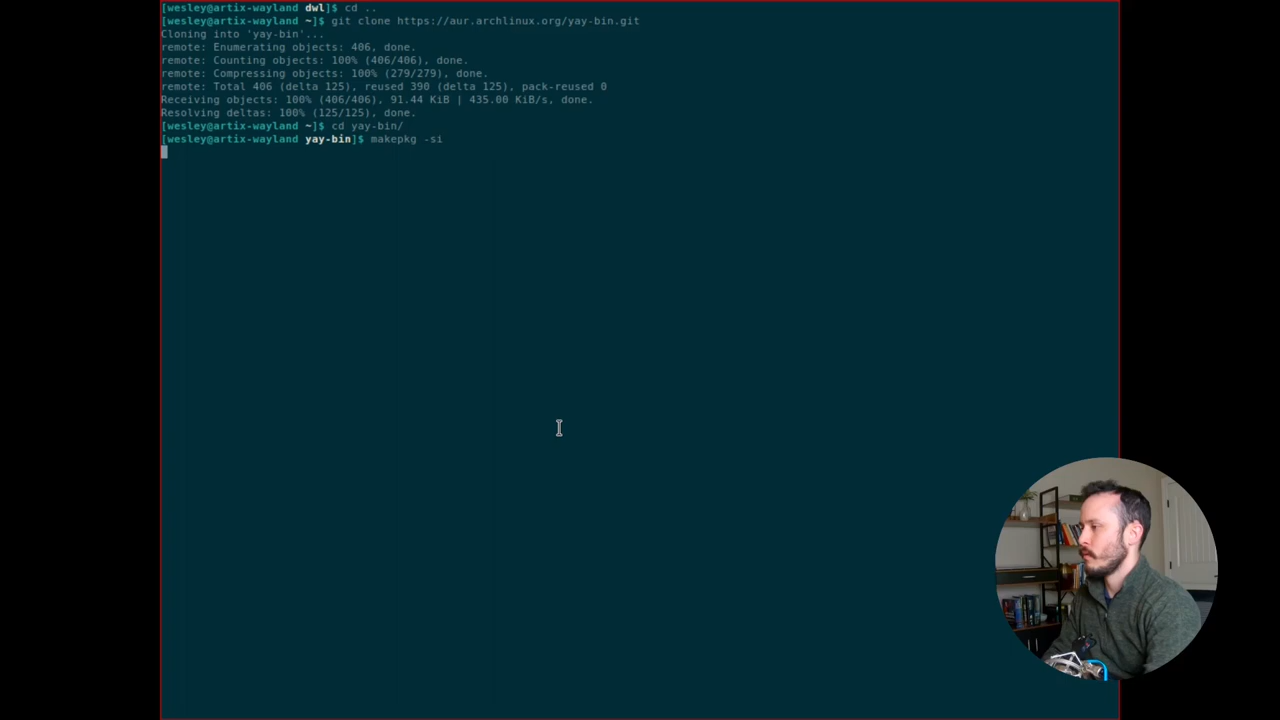 [wesley@artix-wayland dwl]$ cd ..
[wesley@artix-wayland ~]$ git clone https://aur.archlinux.org/yay-bin.git
Cloning into 'yay-bin'...
remote: Enumerating objects: 406, done.
remote: Counting objects: 100% (406/406), done.
remote: Compressing objects: 100% (279/279), done.
remote: Total 406 (delta 125), reused 390 (delta 125), pack-reused 0
Receiving objects: 100% (406/406), 91.44 KiB | 435.00 KiB/s, done.
Resolving deltas: 100% (125/125), done.
[wesley@artix-wayland ~]$ cd yay-bin/
[wesley@artix-wayland yay-bin]$ makepkg -si